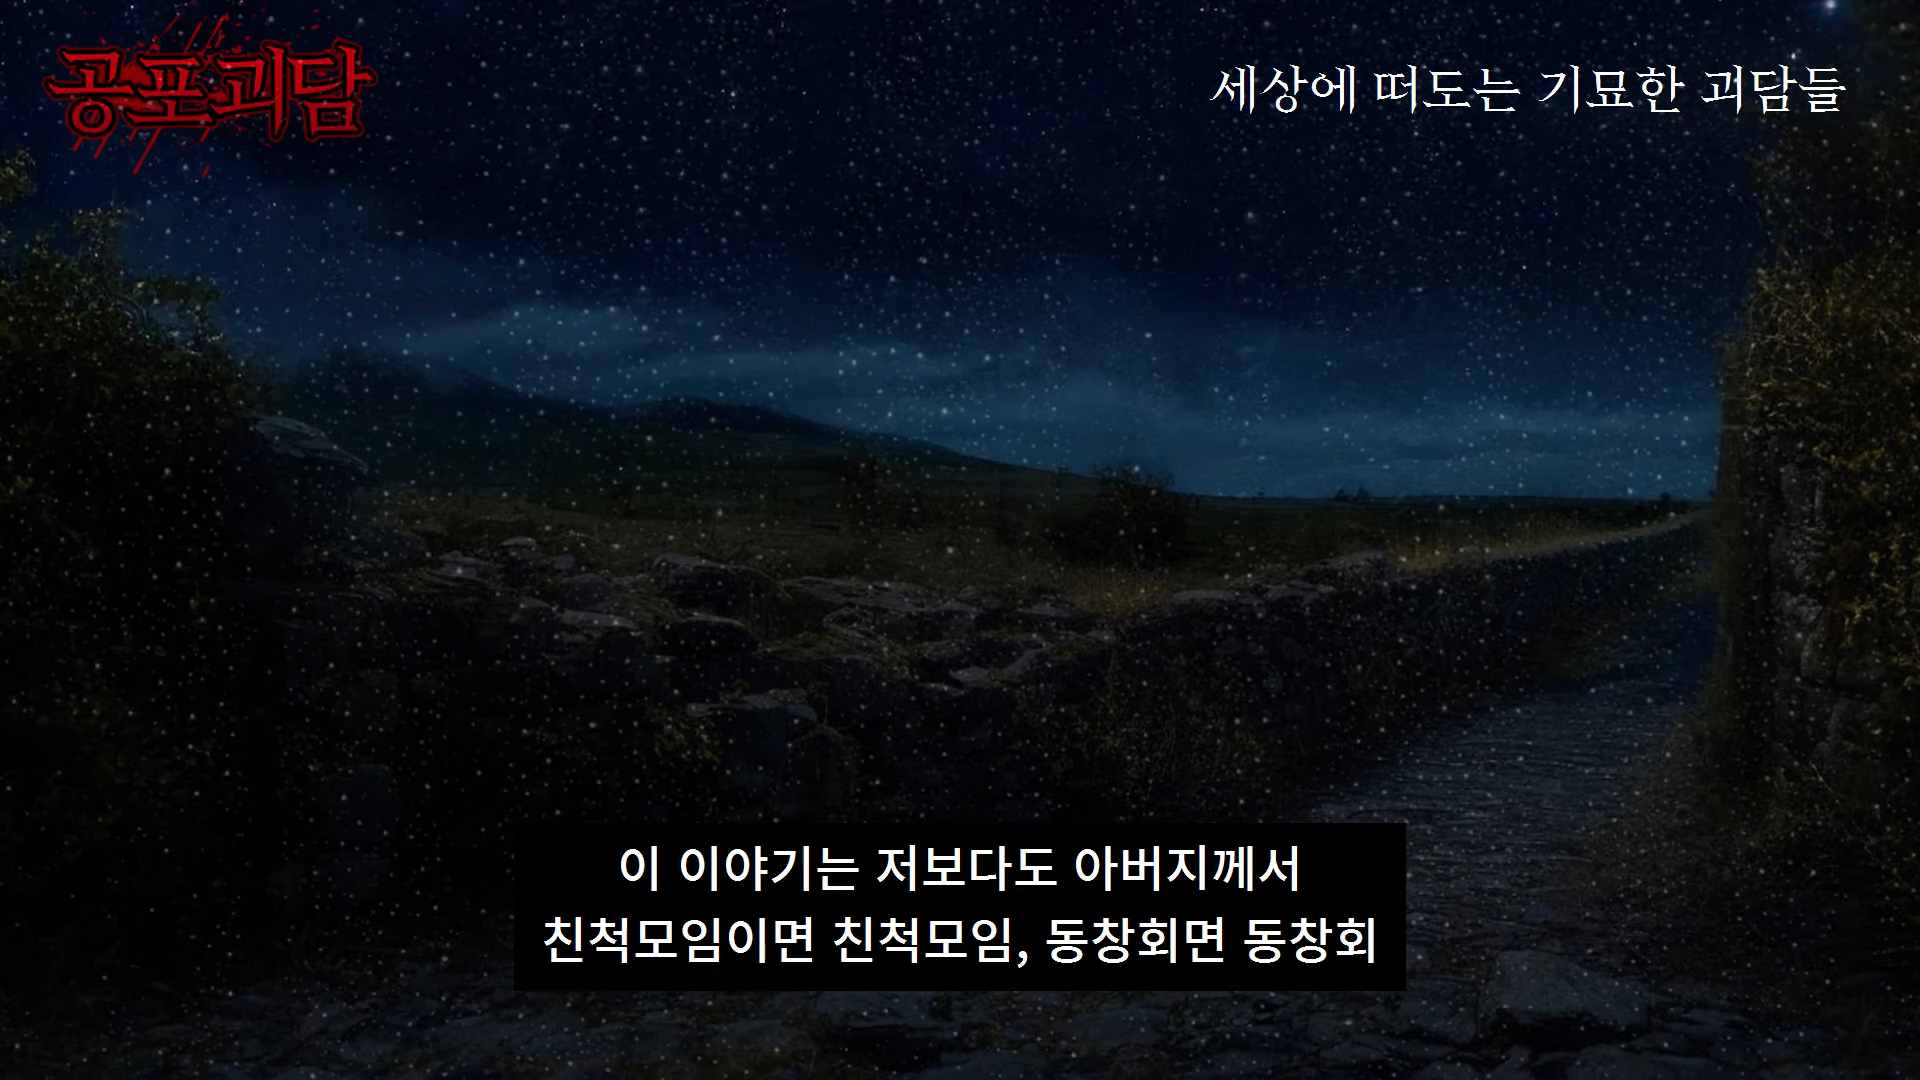 공포괴담
세상에 떠도는 기묘한 괴담들
이 이야기는 저보다도 아버지께서
친척모임이면 친척모임, 동창회면 동창회